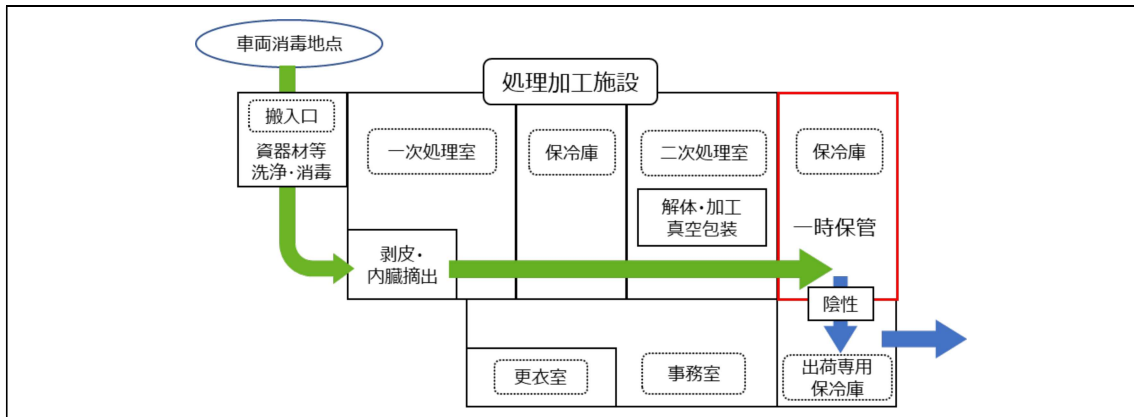 車両消毒地点
処理加工施設
搬入口
資器材等
洗浄・消毒
一次処理室
保冷庫
二次処理室
保冷庫
解体・加工
真空包装
一時保管
剥皮・
内臓摘出
陰性
更衣室
事務室
出荷専用
保冷庫